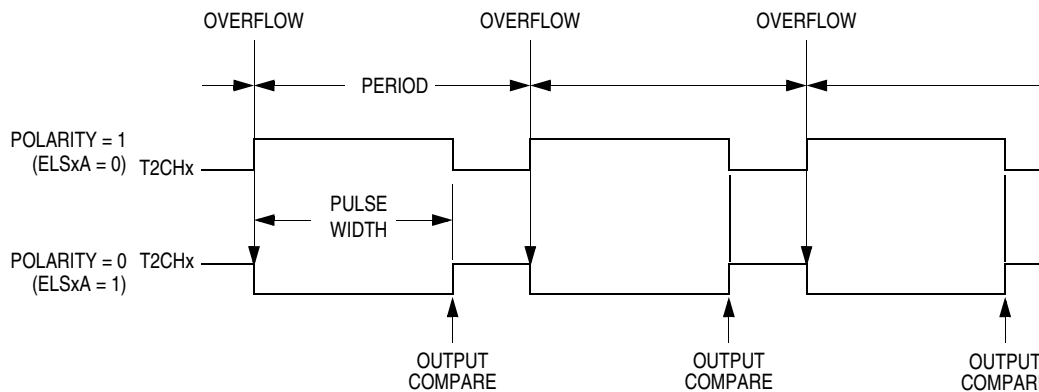 OVERFLOW
OVERFLOW
OVERFLOW
PERIOD
POLARITY = 1
(ELSxA = 0)
T2CHx
PULSE
WIDTH
POLARITY = 0
(ELSxA = 1)
T2CHx
OUTPUT
COMPARE
OUTPUT
COMPARE
OUTPUT
COMPARE